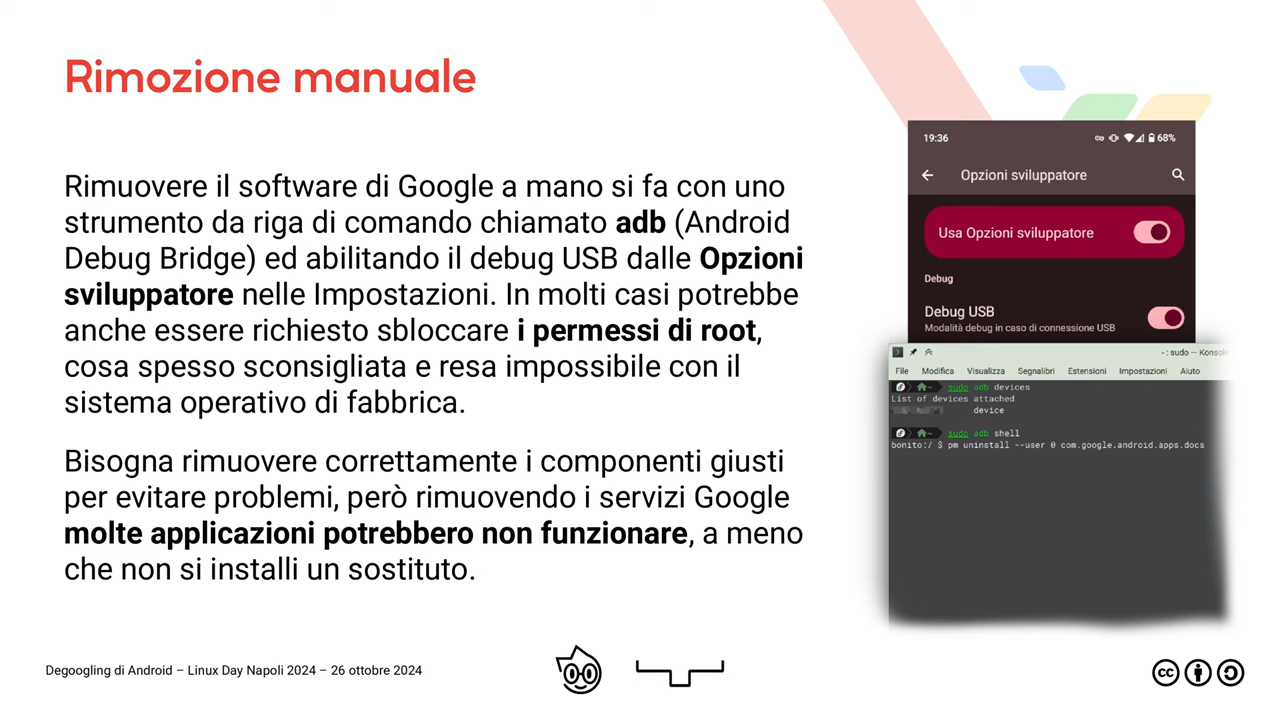 Rimozione manuale
Rimuovere il software di Google a mano si fa con uno
strumento da riga di comando chiamato adb (Android
Debug Bridge) ed abilitando il debug USB dalle Opzioni
sviluppatore nelle Impostazioni. In molti casi potrebbe
anche essere richiesto sbloccare i permessi di root,
cosa spesso sconsigliata e resa impossibile con il
sistema operativo di fabbrica.
Bisogna rimuovere correttamente i componenti giusti
per evitare problemi, però rimuovendo i servizi Google
molte applicazioni potrebbero non funzionare, a meno
che non si installi un sostituto.
19:36 68%
Opzioni sviluppatore
Usa Opzioni sviluppatore
Debug
Debug USB
Modalità debug in caso di connessione USB
~ : sudo — Konsole
File Modifica Visualizza Segnalibri Estensioni Impostazioni Aiuto
~ sudo adb devices
List of devices attached
device
~ sudo adb shell
bonito:/ $ pm uninstall --user 0 com.google.android.apps.docs
Degoogling di Android – Linux Day Napoli 2024 – 26 ottobre 2024
cc